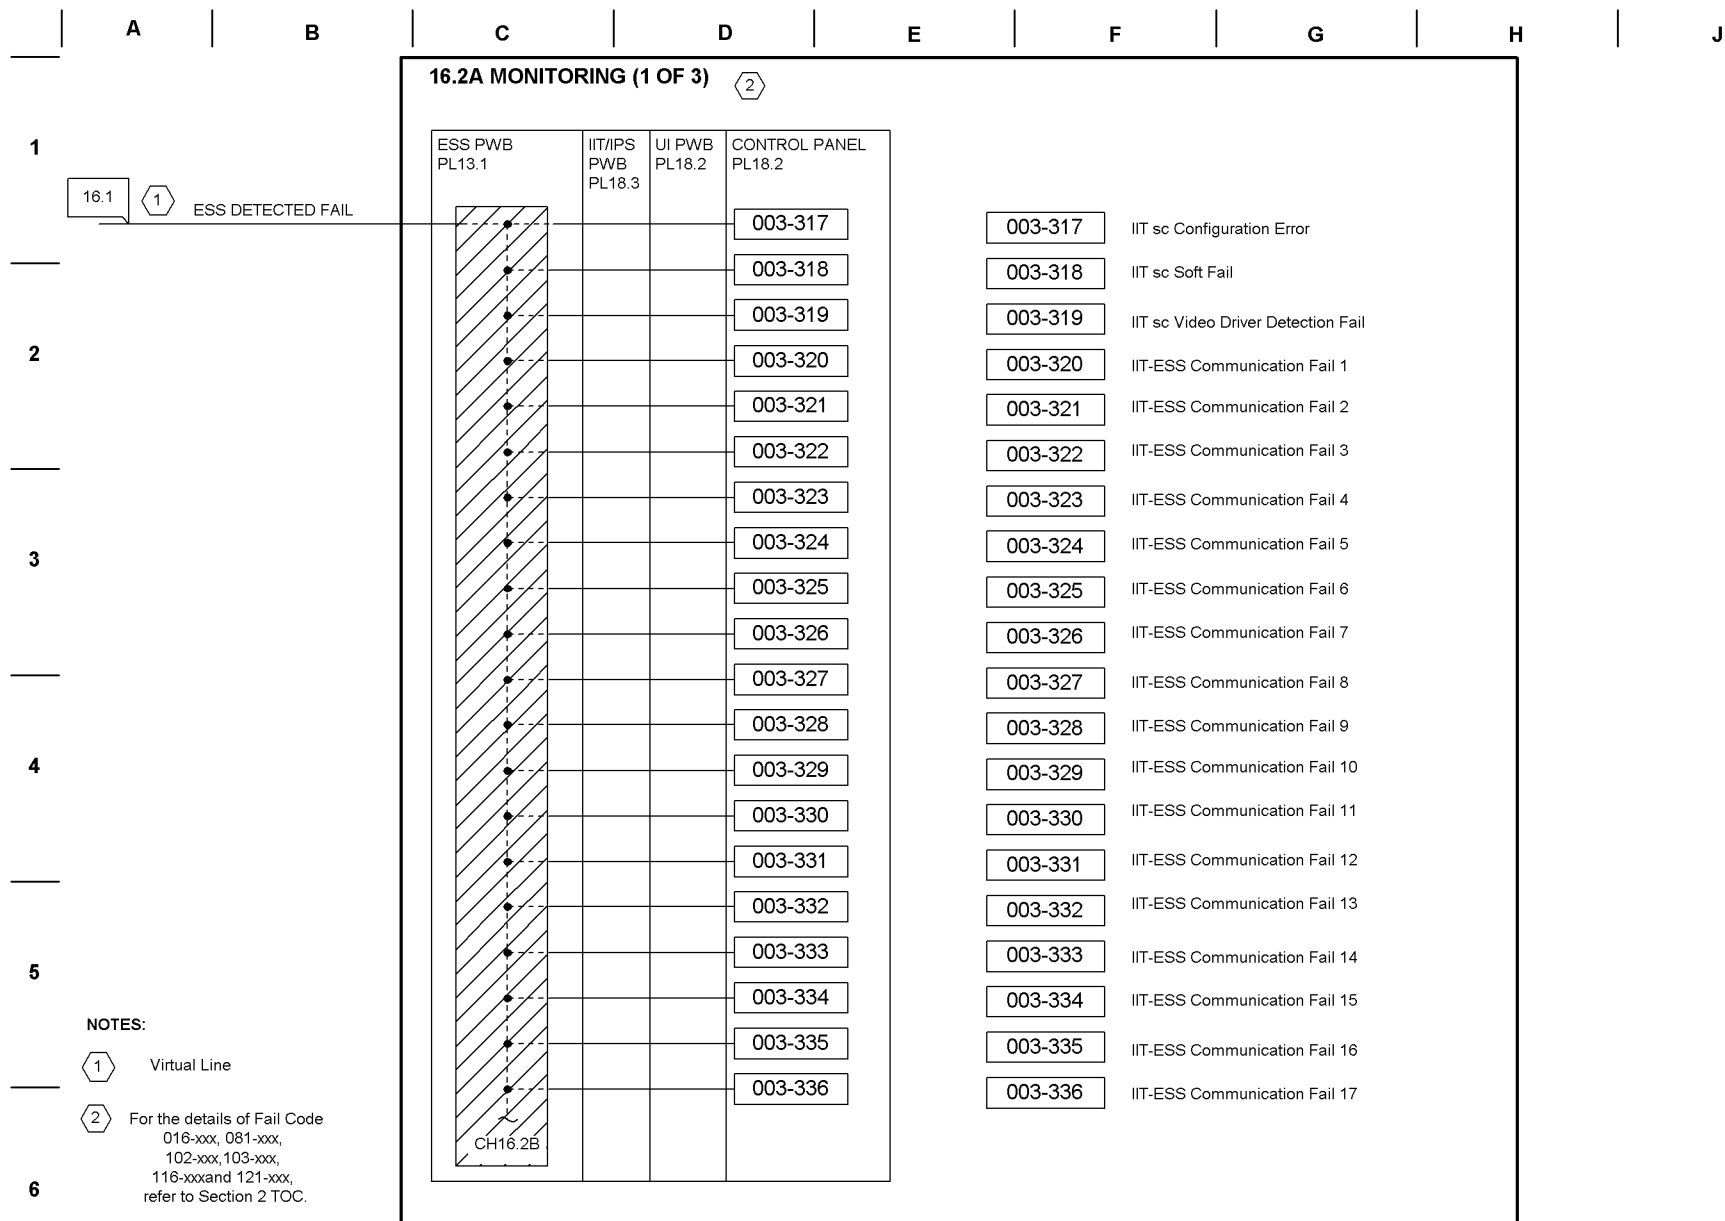 A B C D E F G H J
16.2A MONITORING (1 OF 3) 2
1
ESS PWB
PL13.1
IIT/IPS
PWB
PL18.3
UI PWB
PL18.2
CONTROL PANEL
PL18.2
16.1 1 ESS DETECTED FAIL
003-317 003-317 IIT sc Configuration Error
003-318 003-318 IIT sc Soft Fail
003-319 003-319 IIT sc Video Driver Detection Fail
2
003-320 003-320 IIT-ESS Communication Fail 1
003-321 003-321 IIT-ESS Communication Fail 2
003-322 003-322 IIT-ESS Communication Fail 3
003-323 003-323 IIT-ESS Communication Fail 4
003-324 003-324 IIT-ESS Communication Fail 5
3
003-325 003-325 IIT-ESS Communication Fail 6
003-326 003-326 IIT-ESS Communication Fail 7
003-327 003-327 IIT-ESS Communication Fail 8
003-328 003-328 IIT-ESS Communication Fail 9
4
003-329 003-329 IIT-ESS Communication Fail 10
003-330 003-330 IIT-ESS Communication Fail 11
003-331 003-331 IIT-ESS Communication Fail 12
003-332 003-332 IIT-ESS Communication Fail 13
003-333 003-333 IIT-ESS Communication Fail 14
5
003-334 003-334 IIT-ESS Communication Fail 15
003-335 003-335 IIT-ESS Communication Fail 16
003-336 003-336 IIT-ESS Communication Fail 17
CH16.2B
NOTES:
1 Virtual Line
2 For the details of Fail Code
016-xxx, 081-xxx,
102-xxx,103-xxx,
116-xxxand 121-xxx,
refer to Section 2 TOC.
6